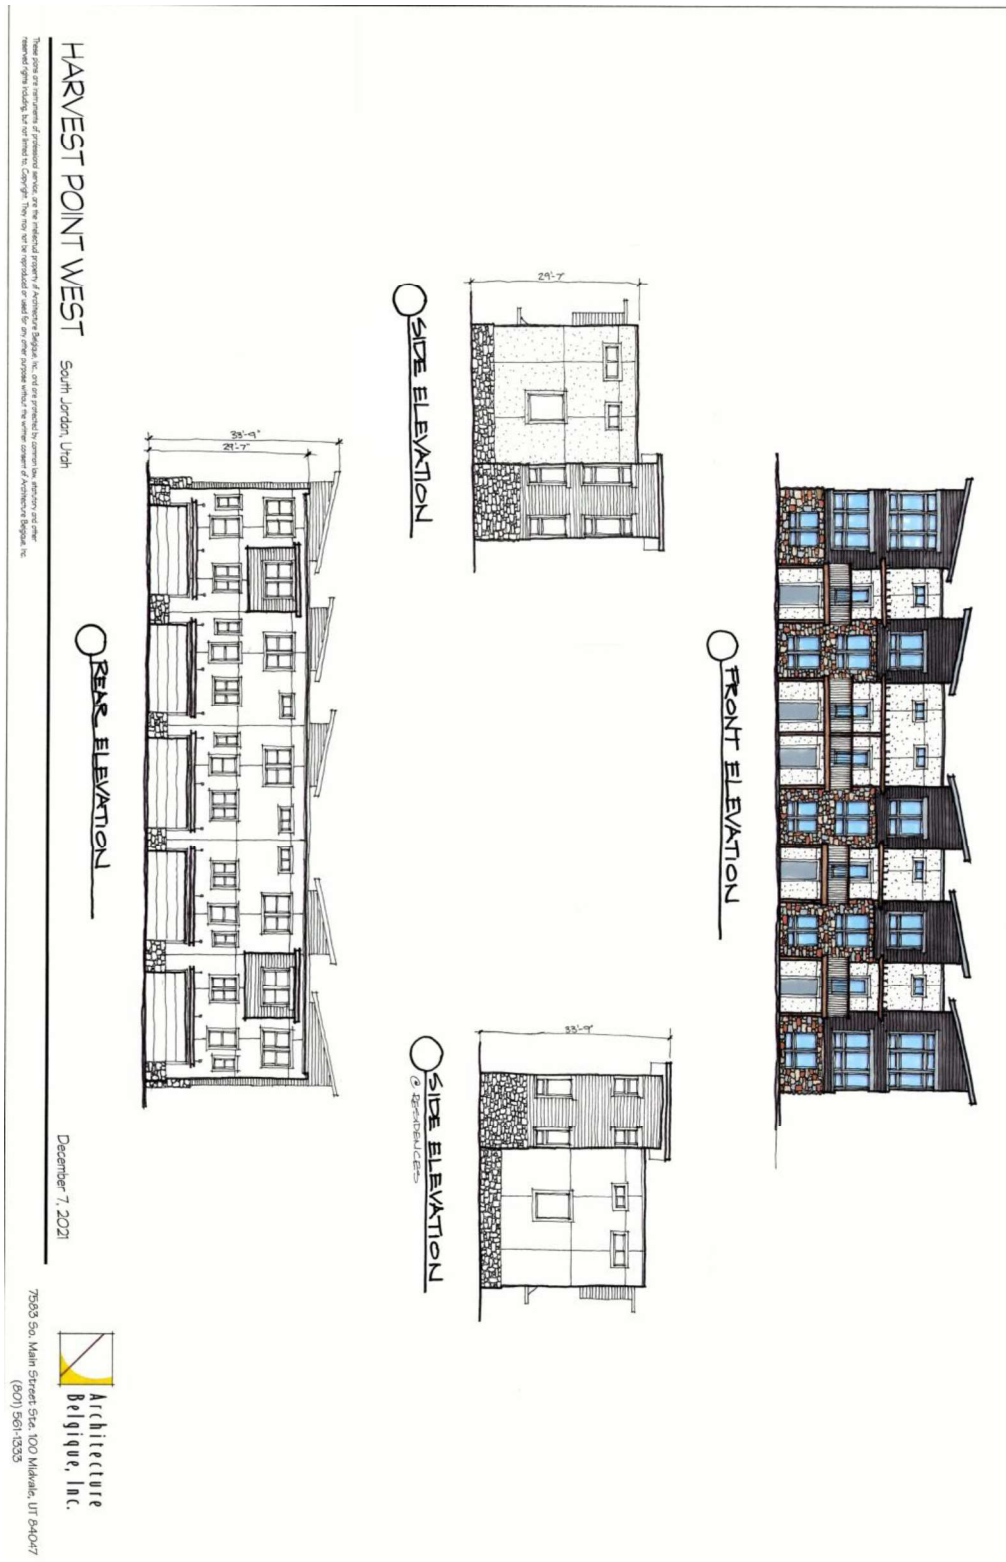 FRONT ELEVATION
29'-7"
SIDE ELEVATION
33'-9"
SIDE ELEVATION
@ RESIDENCES
33'-9"
29'-7"
REAR ELEVATION
HARVEST POINT WEST South Jordan, Utah
December 7, 2021
These plans are instruments of professional service, are the intellectual property of Architecture Belgique, Inc., and are protected by common law, statutory and other
reserved rights including, but not limited to, Copyright. They may not be reproduced or used for any other purpose without the written consent of Architecture Belgique, Inc.
Architecture
Belgique, Inc.
7583 So. Main Street Ste. 100 Midvale, UT 84047
(801) 561-1333